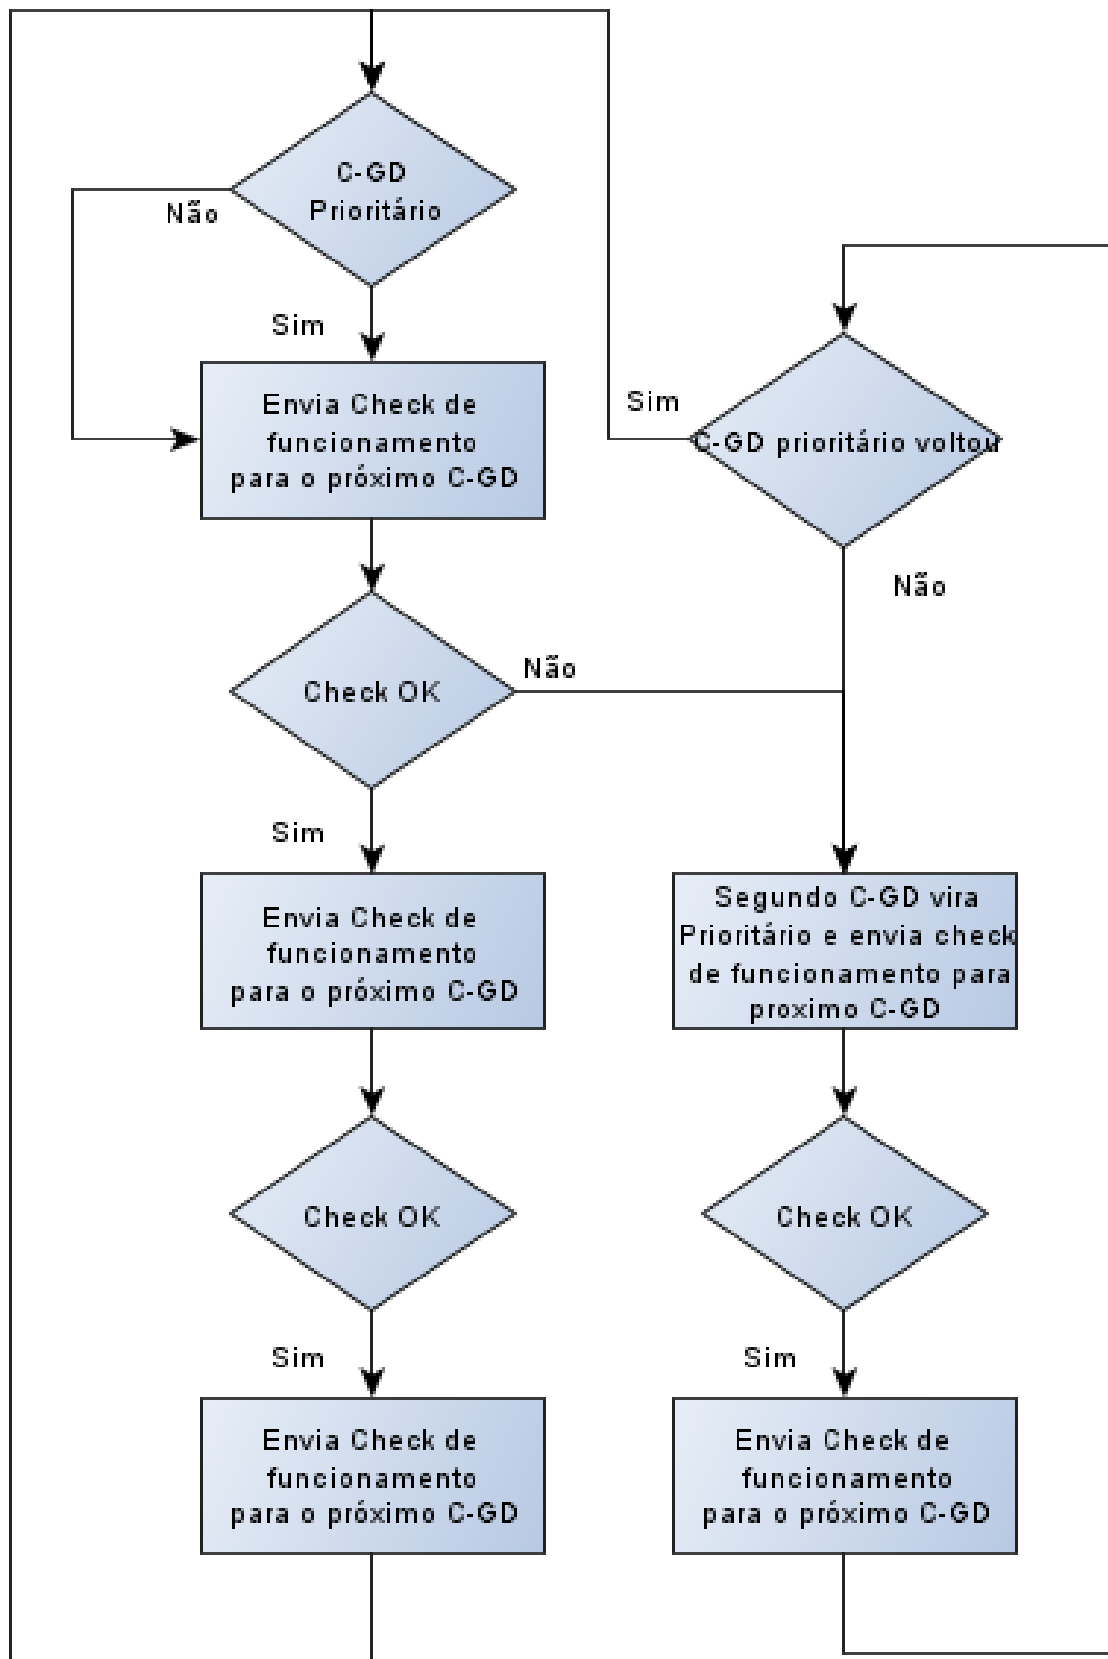 C-GD
Prioritário
Não
Sim
Envia Check de
funcionamento
para o próximo C-GD
Sim
C-GD prioritário voltou
Não
Check OK
Não
Sim
Envia Check de
funcionamento
para o próximo C-GD
Segundo C-GD vira
Prioritário e envia check
de funcionamento para
proximo C-GD
Check OK
Check OK
Sim
Sim
Envia Check de
funcionamento
para o próximo C-GD
Envia Check de
funcionamento
para o próximo C-GD